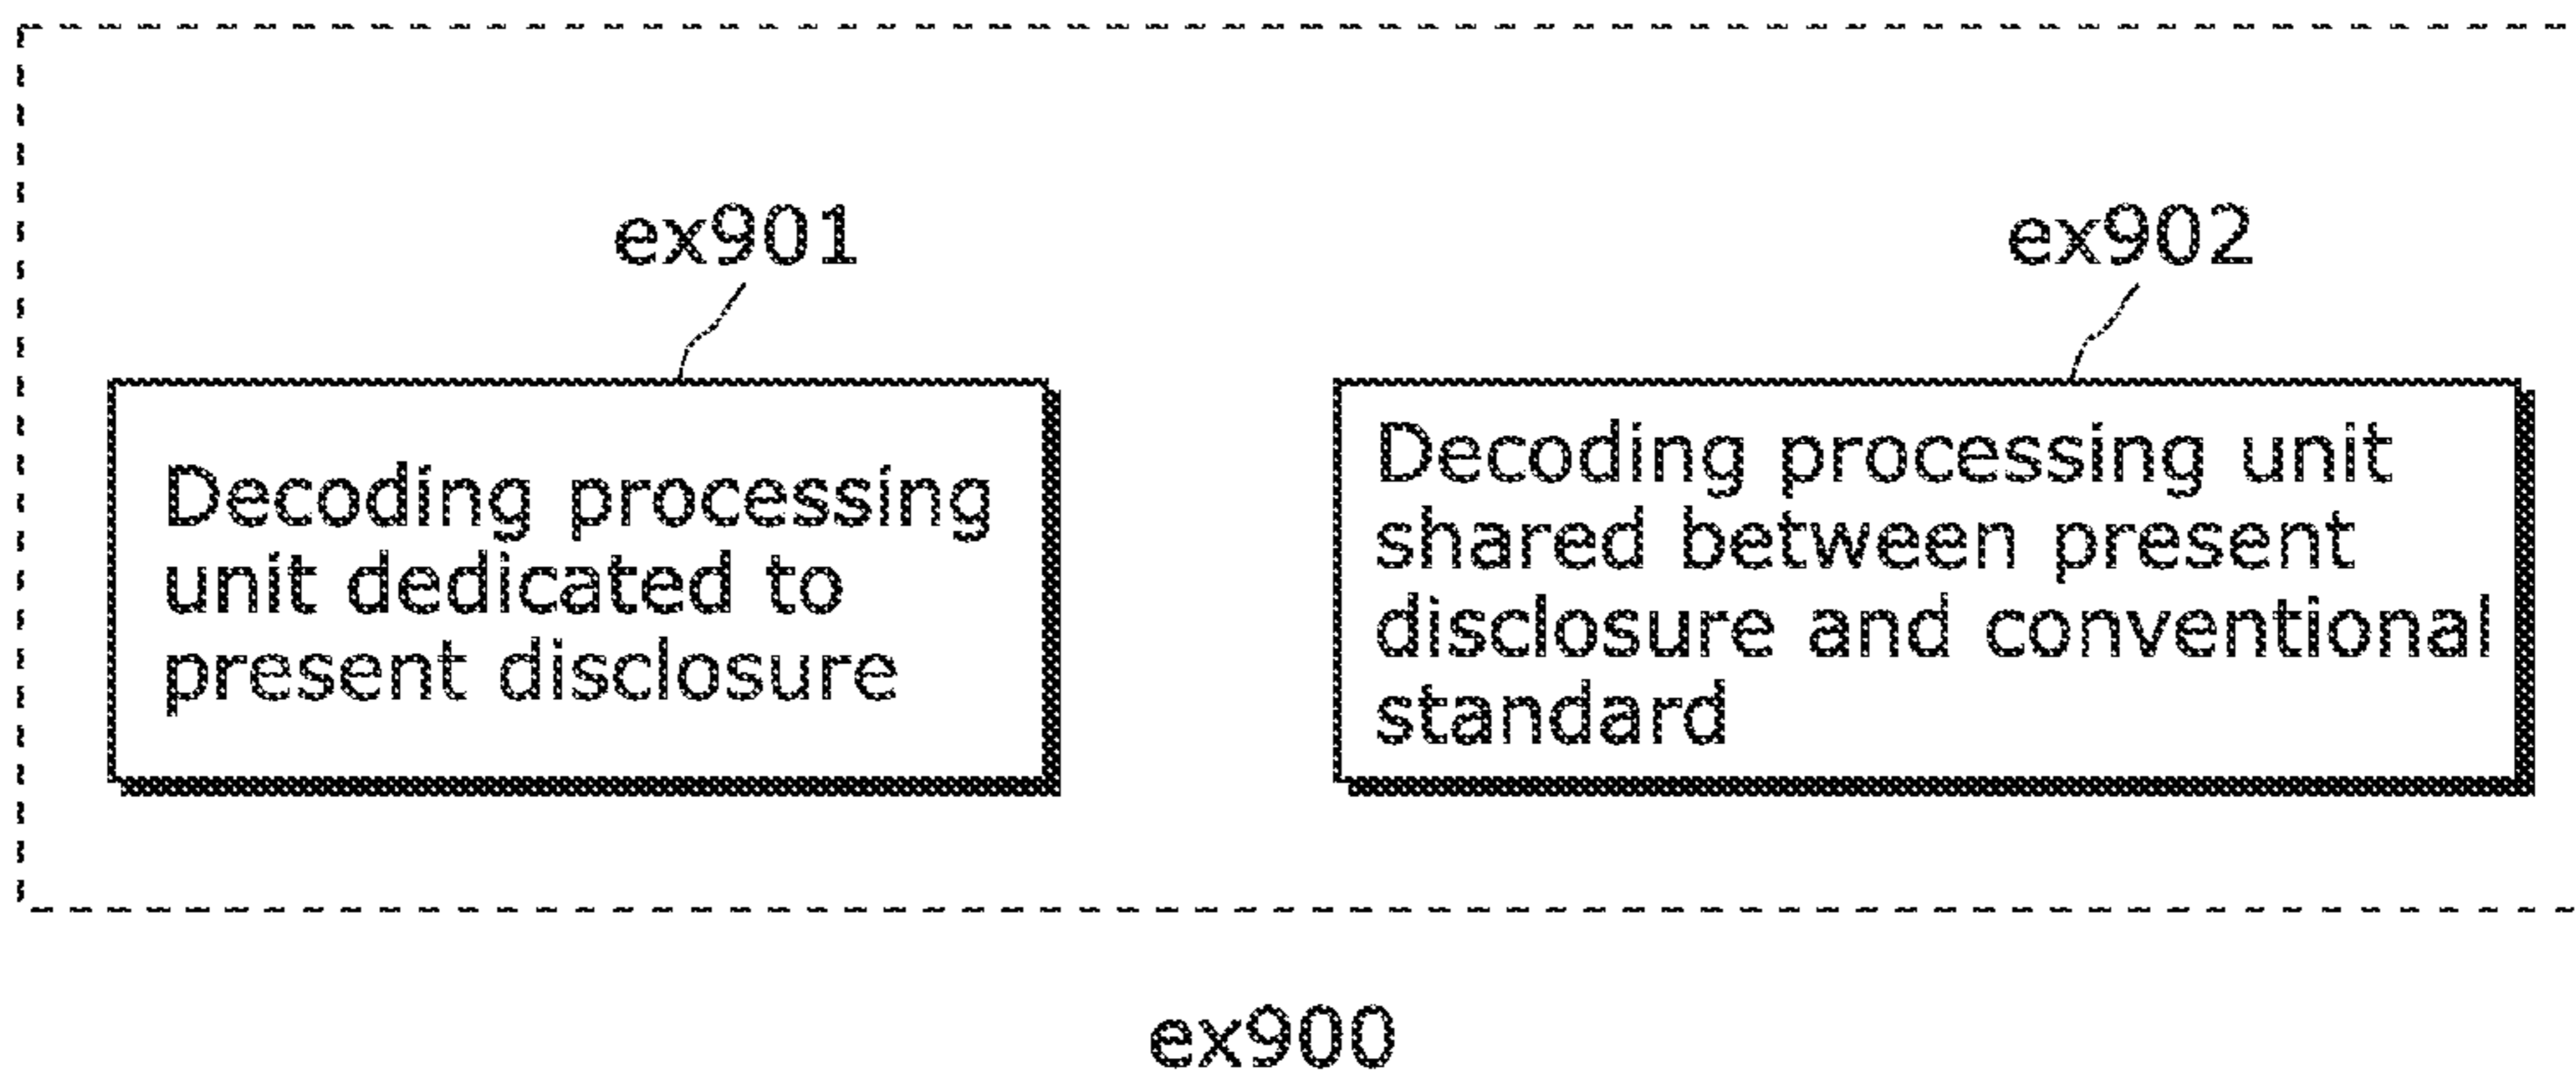 ex901
ex902
Decoding processing
unit dedicated to
present disclosure
Decoding processing unit
shared between present
disclosure and conventional
standard
ex900